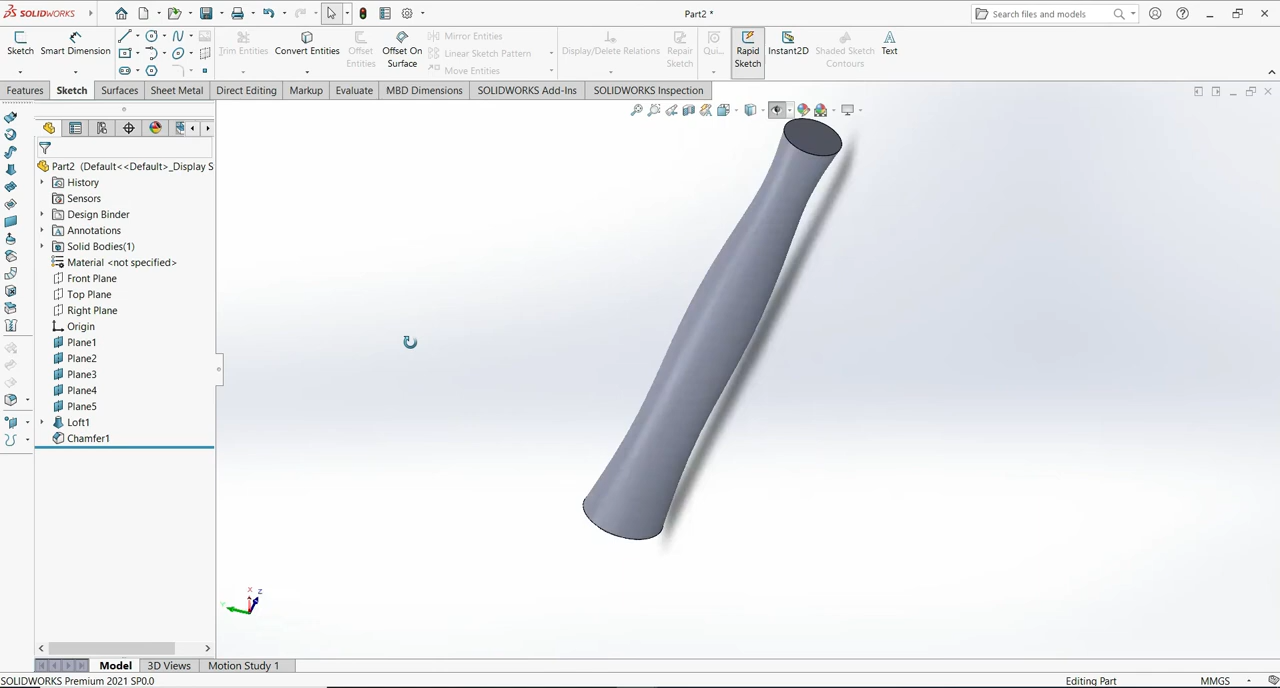 SOLIDWORKS
Part2 *
Search files and models
Sketch
Smart Dimension
Trim Entities
Convert Entities
Offset Entities
Offset On Surface
Mirror Entities
Linear Sketch Pattern
Move Entities
Display/Delete Relations
Repair Sketch
Qui...
Rapid Sketch
Instant2D
Shaded Sketch Contours
Text
Features
Sketch
Surfaces
Sheet Metal
Direct Editing
Markup
Evaluate
MBD Dimensions
SOLIDWORKS Add-Ins
SOLIDWORKS Inspection
Part2 (Default<<Default>_Display S
History
Sensors
Design Binder
Annotations
Solid Bodies(1)
Material <not specified>
Front Plane
Top Plane
Right Plane
Origin
Plane1
Plane2
Plane3
Plane4
Plane5
Loft1
Chamfer1
X
Z
Y
Model
3D Views
Motion Study 1
SOLIDWORKS Premium 2021 SP0.0
Editing Part
MMGS